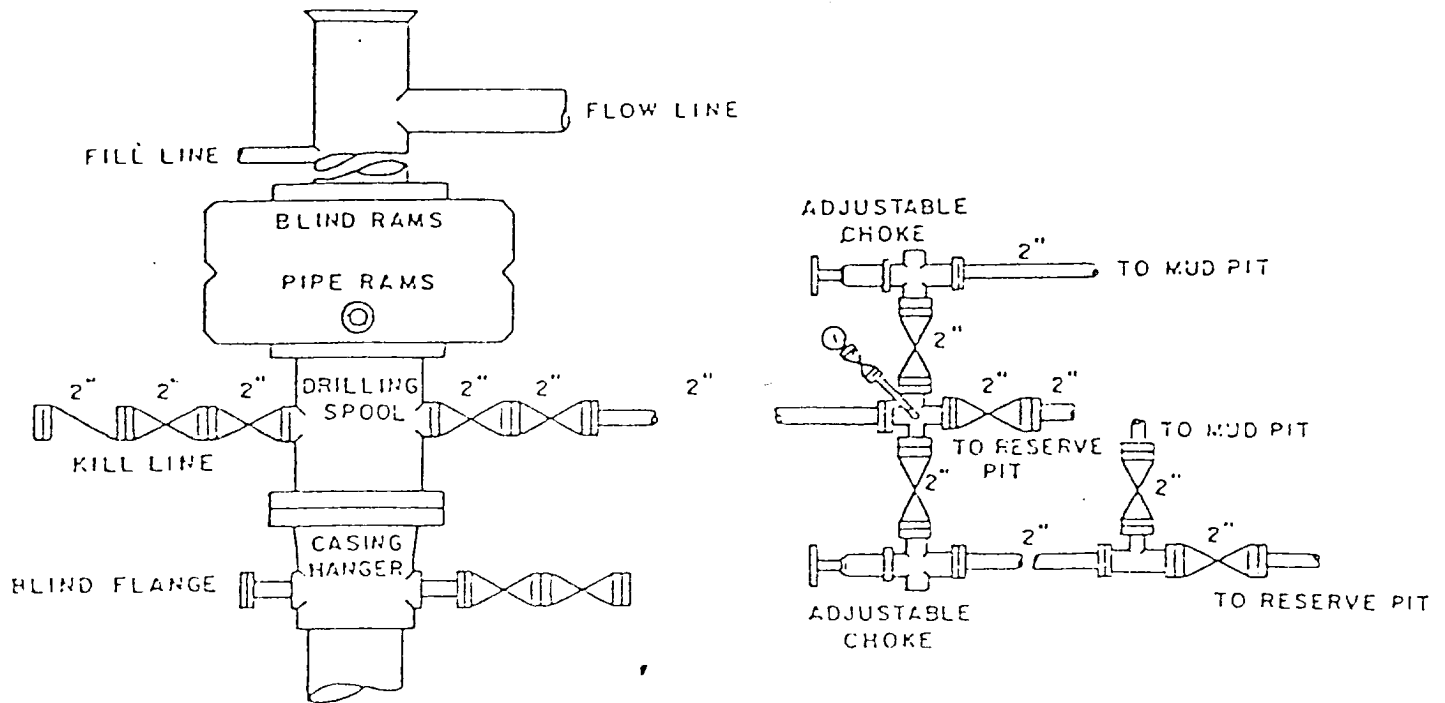 FLOW LINE
FILL LINE
BLIND RAMS
PIPE RAMS
2" 2" 2"
DRILLING
SPOOL
2" 2" 2"
KILL LINE
CASING
HANGER
BLIND FLANGE
ADJUSTABLE
CHOKE
2"
TO MUD PIT
2"
2" 2"
TO RESERVE
PIT
TO MUD PIT
2"
2"
2"
2"
ADJUSTABLE
CHOKE
TO RESERVE PIT